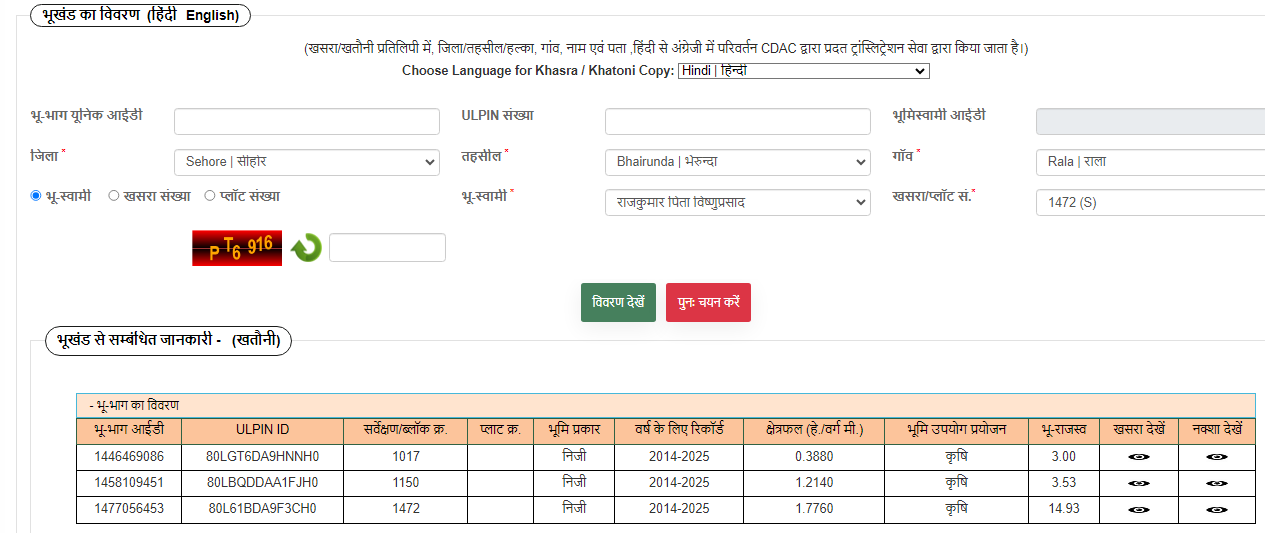 भूखंड का विवरण (हिंदी English)
(खसरा/खतौनी प्रतिलिपी में, जिला/तहसील/हल्का, गांव, नाम एवं पता ,हिंदी से अंग्रेजी में परिवर्तन CDAC द्वारा प्रदत ट्रांस्लिट्रेशन सेवा द्वारा किया जाता है।)
Choose Language for Khasra / Khatoni Copy: Hindi | हिन्दी
भू-भाग यूनिक आईडी ULPIN संख्या भूमिस्वामी आईडी
जिला * Sehore | सीहोर तहसील * Bhairunda | भेरुन्दा गाँव * Rala | राला
भू-स्वामी खसरा संख्या प्लॉट संख्या भू-स्वामी * राजकुमार पिता विष्णुप्रसाद खसरा/प्लॉट सं.* 1472 (S)
P T6 916
विवरण देखें पुनः चयन करें
भूखंड से सम्बंधित जानकारी - (खतौनी)
- भू-भाग का विवरण
भू-भाग आईडी ULPIN ID सर्वेक्षण/ब्लॉक क्र. प्लाट क्र. भूमि प्रकार वर्ष के लिए रिकॉर्ड क्षेत्रफल (हे./वर्ग मी.) भूमि उपयोग प्रयोजन भू-राजस्व खसरा देखें नक्शा देखें
1446469086 80LGT6DA9HNNH0 1017 निजी 2014-2025 0.3880 कृषि 3.00
1458109451 80LBQDDAA1FJH0 1150 निजी 2014-2025 1.2140 कृषि 3.53
1477056453 80L61BDA9F3CH0 1472 निजी 2014-2025 1.7760 कृषि 14.93